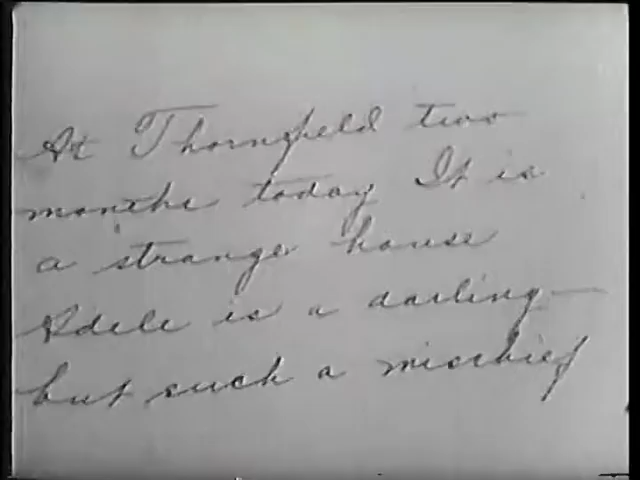 At Thornfield two
months today It is
a strange house
Adele is a darling—
but such a mischief